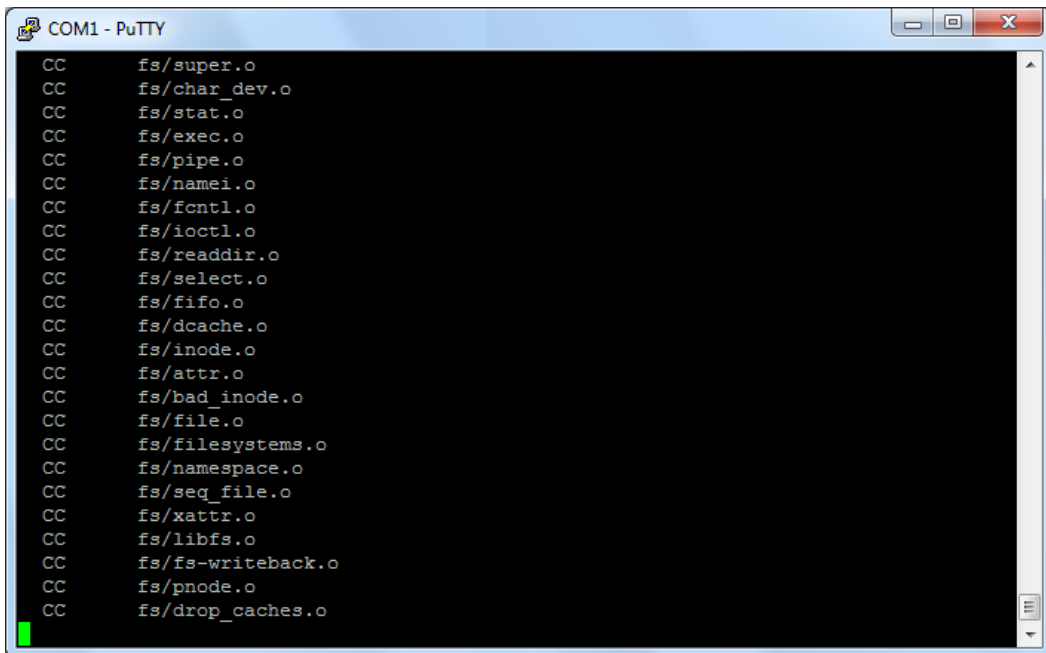 COM1 - PuTTY
CC fs/super.o
CC fs/char_dev.o
CC fs/stat.o
CC fs/exec.o
CC fs/pipe.o
CC fs/namei.o
CC fs/fcntl.o
CC fs/ioctl.o
CC fs/readdir.o
CC fs/select.o
CC fs/fifo.o
CC fs/dcache.o
CC fs/inode.o
CC fs/attr.o
CC fs/bad_inode.o
CC fs/file.o
CC fs/filesystems.o
CC fs/namespace.o
CC fs/seq_file.o
CC fs/xattr.o
CC fs/libfs.o
CC fs/fs-writeback.o
CC fs/pnode.o
CC fs/drop_caches.o